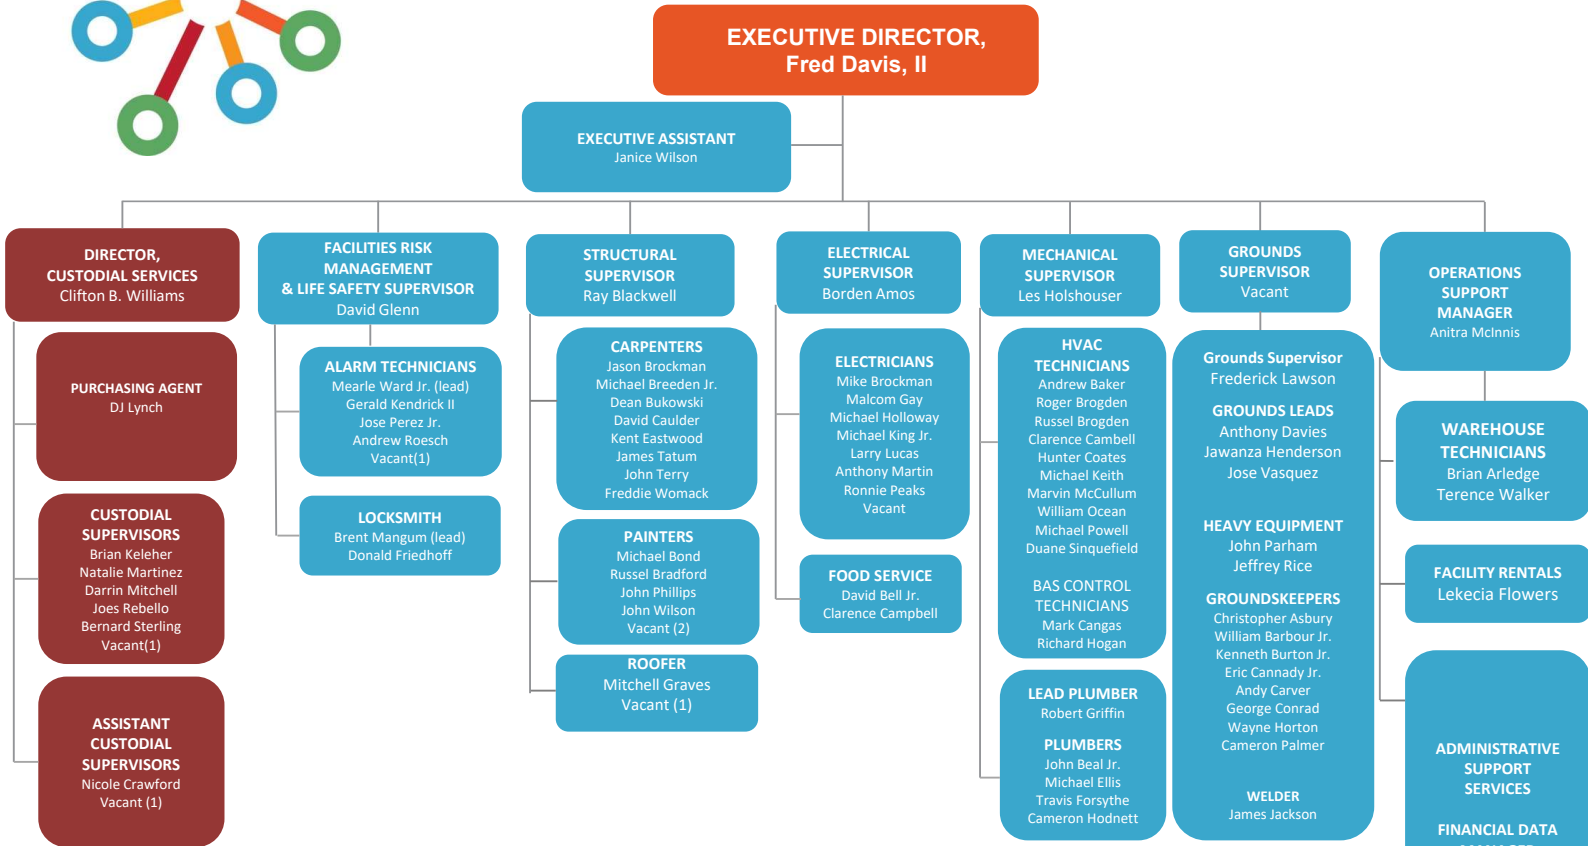 EXECUTIVE DIRECTOR,
Fred Davis, II
EXECUTIVE ASSISTANT
Janice Wilson
DIRECTOR,
CUSTODIAL SERVICES
Clifton B. Williams
PURCHASING AGENT
DJ Lynch
CUSTODIAL
SUPERVISORS
Brian Keleher
Natalie Martinez
Darrin Mitchell
Joes Rebello
Bernard Sterling
Vacant(1)
ASSISTANT
CUSTODIAL
SUPERVISORS
Nicole Crawford
Vacant (1)
FACILITIES RISK
MANAGEMENT
& LIFE SAFETY SUPERVISOR
David Glenn
ALARM TECHNICIANS
Mearle Ward Jr. (lead)
Gerald Kendrick II
Jose Perez Jr.
Andrew Roesch
Vacant(1)
LOCKSMITH
Brent Mangum (lead)
Donald Friedhoff
STRUCTURAL
SUPERVISOR
Ray Blackwell
CARPENTERS
Jason Brockman
Michael Breeden Jr.
Dean Bukowski
David Caulder
Kent Eastwood
James Tatum
John Terry
Freddie Womack
PAINTERS
Michael Bond
Russel Bradford
John Phillips
John Wilson
Vacant (2)
ROOFER
Mitchell Graves
Vacant (1)
ELECTRICAL
SUPERVISOR
Borden Amos
ELECTRICIANS
Mike Brockman
Malcom Gay
Michael Holloway
Michael King Jr.
Larry Lucas
Anthony Martin
Ronnie Peaks
Vacant
FOOD SERVICE
David Bell Jr.
Clarence Campbell
MECHANICAL
SUPERVISOR
Les Holshouser
HVAC
TECHNICIANS
Andrew Baker
Roger Brogden
Russel Brogden
Clarence Cambell
Hunter Coates
Michael Keith
Marvin McCullum
William Ocean
Michael Powell
Duane Sinquefield
BAS CONTROL
TECHNICIANS
Mark Cangas
Richard Hogan
LEAD PLUMBER
Robert Griffin
PLUMBERS
John Beal Jr.
Michael Ellis
Travis Forsythe
Cameron Hodnett
GROUNDS
SUPERVISOR
Vacant
Grounds Supervisor
Frederick Lawson
GROUNDS LEADS
Anthony Davies
Jawanza Henderson
Jose Vasquez
HEAVY EQUIPMENT
John Parham
Jeffrey Rice
GROUNDSKEEPERS
Christopher Asbury
William Barbour Jr.
Kenneth Burton Jr.
Eric Cannady Jr.
Andy Carver
George Conrad
Wayne Horton
Cameron Palmer
WELDER
James Jackson
OPERATIONS
SUPPORT
MANAGER
Anitra McInnis
WAREHOUSE
TECHNICIANS
Brian Arledge
Terence Walker
FACILITY RENTALS
Lekecia Flowers
ADMINISTRATIVE
SUPPORT
SERVICES
FINANCIAL DATA